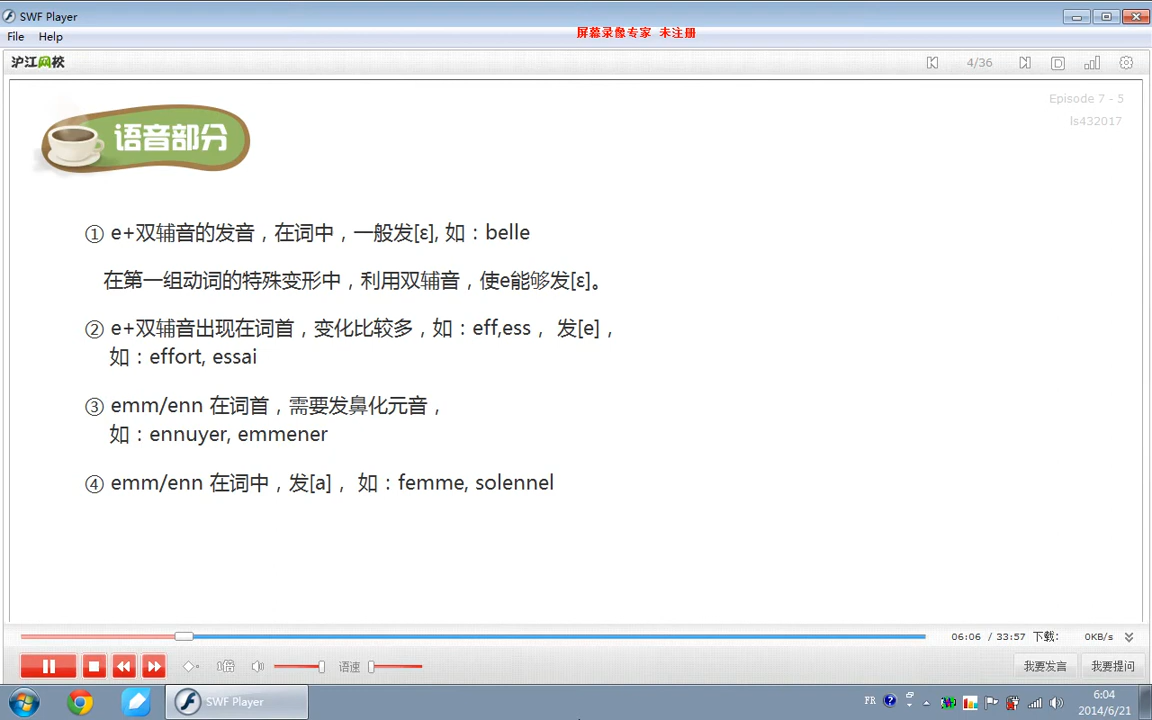 SWF Player
File Help
屏幕录像专家 未注册
沪江网校
4/36
Episode 7 - 5
ls432017
语音部分
① e+双辅音的发音，在词中，一般发[ε], 如：belle
在第一组动词的特殊变形中，利用双辅音，使e能够发[ε]。
② e+双辅音出现在词首，变化比较多，如：eff,ess， 发[e]，
如：effort, essai
③ emm/enn 在词首，需要发鼻化元音，
如：ennuyer, emmener
④ emm/enn 在词中，发[a]， 如：femme, solennel
06:06 / 33:57 下载: 0KB/s
1倍
语速
我要发言
我要提问
SWF Player
FR
6:04
2014/6/21